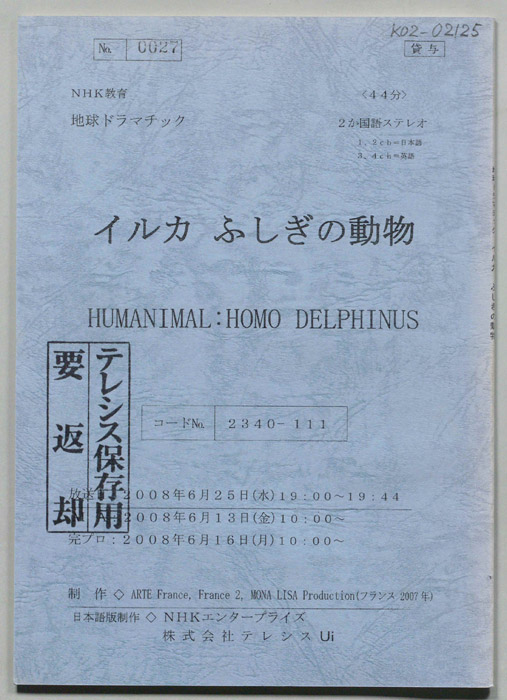 K02-02125
No. 0027
貸与
NHK教育 〈44分〉
地球ドラマチック 2か国語ステレオ
1、2ch=日本語
3、4ch=英語
イルカ ふしぎの動物
HUMANIMAL:HOMO DELPHINUS
テレシス保存用
要返却
コードNo. 2340-111
放送 2008年6月25日(水)19:00~19:44
2008年6月13日(金)10:00~
完プロ:2008年6月16日(月)10:00~
制作◇ ARTE France, France 2, MONA LISA Production(フランス 2007年)
日本語版制作◇NHKエンタープライズ
株式会社テレシスUi